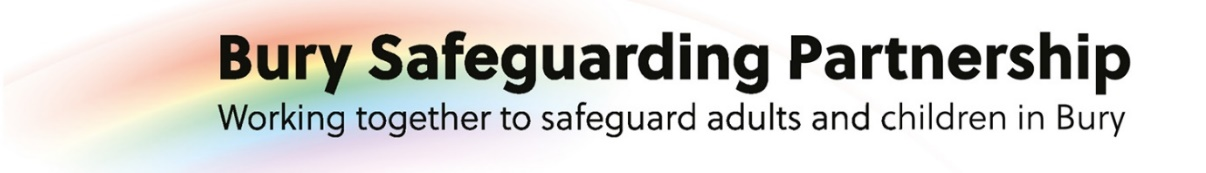 Bury Safeguarding Partnership
Working together to safeguard adults and children in Bury